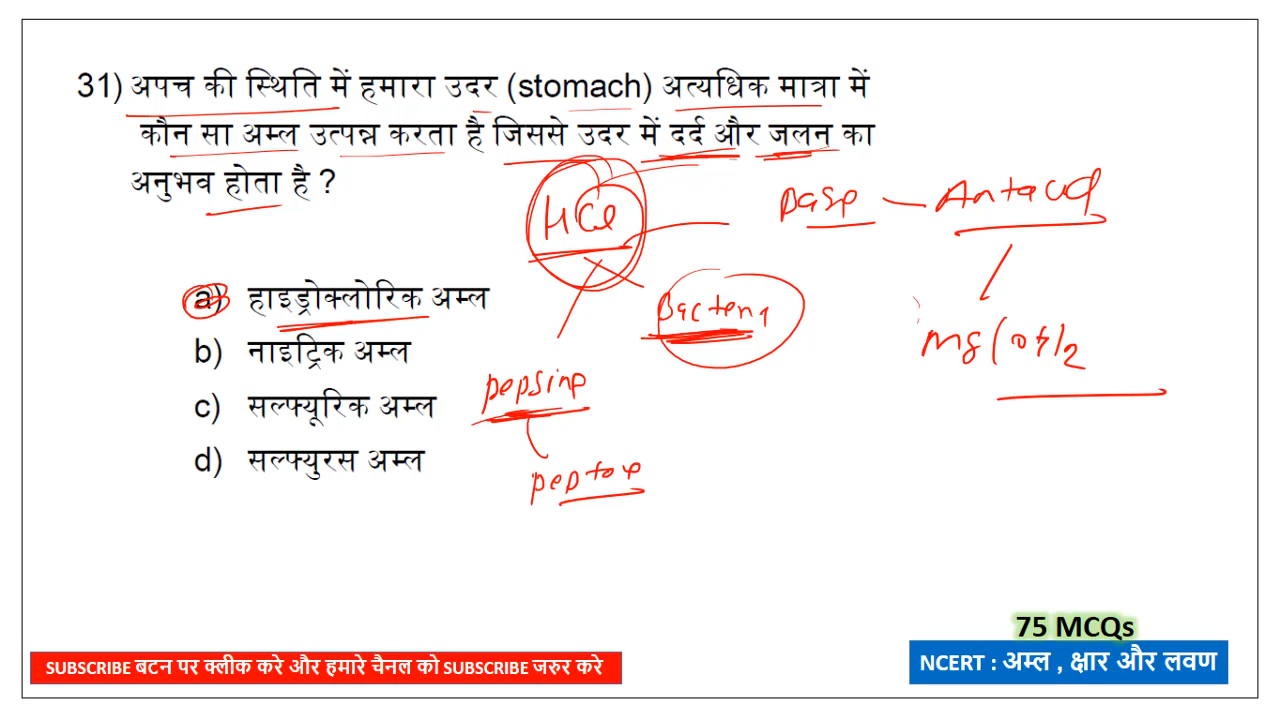 31) अपच की स्थिति में हमारा उदर (stomach) अत्यधिक मात्रा में
कौन सा अम्ल उत्पन्न करता है जिससे उदर में दर्द और जलन का
अनुभव होता है ?
HCl
Base — Antacid
a) हाइड्रोक्लोरिक अम्ल
Bacteria
b) नाइट्रिक अम्ल
Mg(OH)2
c) सल्फ्यूरिक अम्ल
d) सल्फ्युरस अम्ल
75 MCQs
SUBSCRIBE बटन पर क्लीक करे और हमारे चैनल को SUBSCRIBE जरुर करे
NCERT : अम्ल , क्षार और लवण